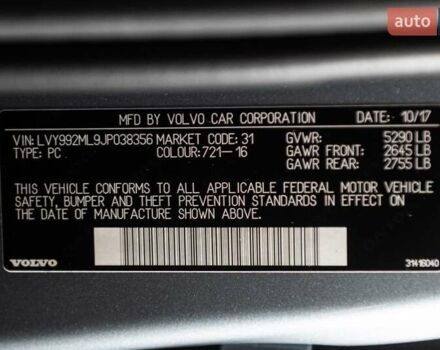 auto
MFD BY VOLVO CAR CORPORATION DATE: 10/17
VIN: LVY992ML9JP038356 MARKET CODE: 31 GVWR: 5290 LB
TYPE: PC COLOUR: 721-16 GAWR FRONT: 2645 LB
GAWR REAR: 2755 LB
THIS VEHICLE CONFORMS TO ALL APPLICABLE FEDERAL MOTOR VEHICLE
SAFETY, BUMPER AND THEFT PREVENTION STANDARDS IN EFFECT ON
THE DATE OF MANUFACTURE SHOWN ABOVE.
VOLVO 31416040